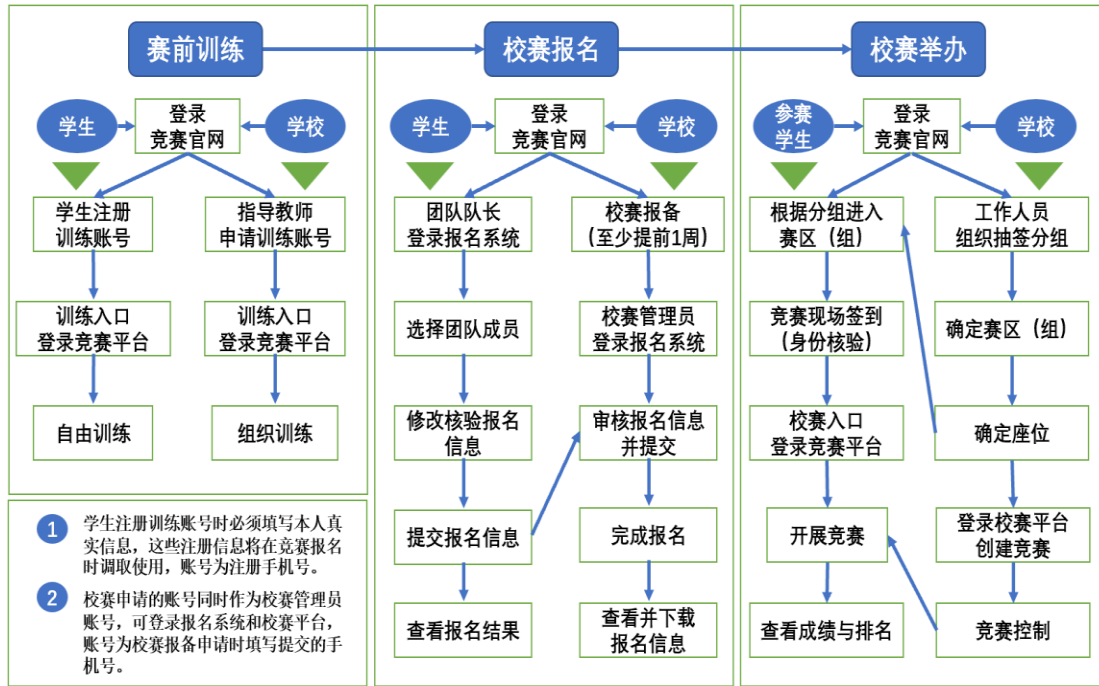 赛前训练
学生
登录
竞赛官网
学校
学生注册
训练账号
训练入口
登录竞赛平台
自由训练
指导教师
申请训练账号
训练入口
登录竞赛平台
组织训练
1
学生注册训练账号时必须填写本人真
实信息，这些注册信息将在竞赛报名
时调取使用，账号为注册手机号。
2
校赛申请的账号同时作为校赛管理员
账号，可登录报名系统和校赛平台，
账号为校赛报备申请时填写提交的手
机号。
校赛报名
学生
登录
竞赛官网
学校
团队队长
登录报名系统
选择团队成员
修改核验报名
信息
提交报名信息
查看报名结果
校赛报备
（至少提前1周）
校赛管理员
登录报名系统
审核报名信息
并提交
完成报名
查看并下载
报名信息
校赛举办
参赛
学生
登录
竞赛官网
学校
根据分组进入
赛区（组）
竞赛现场签到
（身份核验）
校赛入口
登录竞赛平台
开展竞赛
查看成绩与排名
工作人员
组织抽签分组
确定赛区（组）
确定座位
登录校赛平台
创建竞赛
竞赛控制